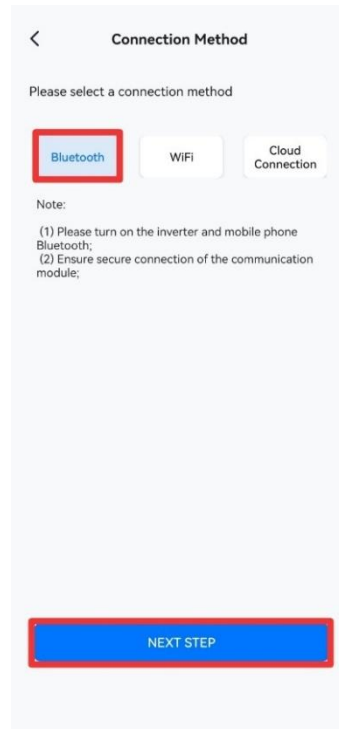 Connection Method
Please select a connection method
Bluetooth
WiFi
Cloud
Connection
Note:
(1) Please turn on the inverter and mobile phone
Bluetooth;
(2) Ensure secure connection of the communication
module;
NEXT STEP